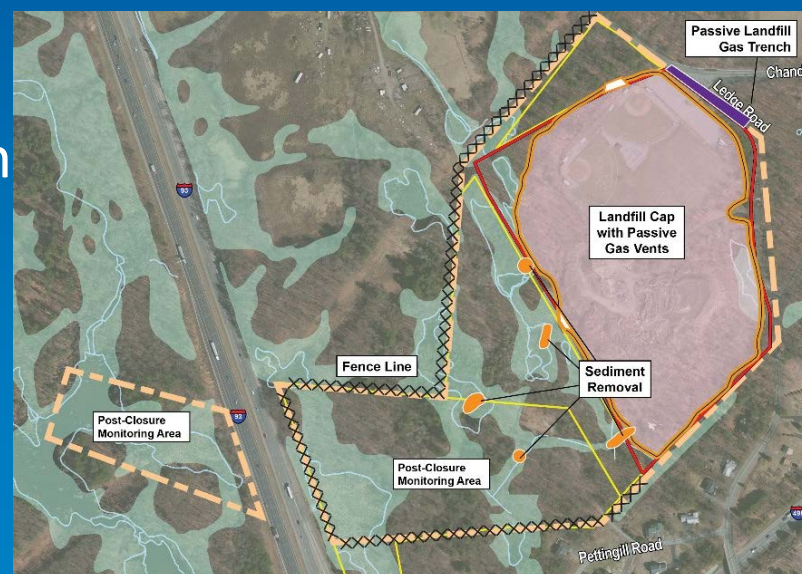 n
Passive Landfill
Gas Trench
Chand
Ledge Road
93
Landfill Cap
with Passive
Gas Vents
Fence Line
Sediment
Removal
Post-Closure
Monitoring Area
93
Post-Closure
Monitoring Area
495
Pettingill Road